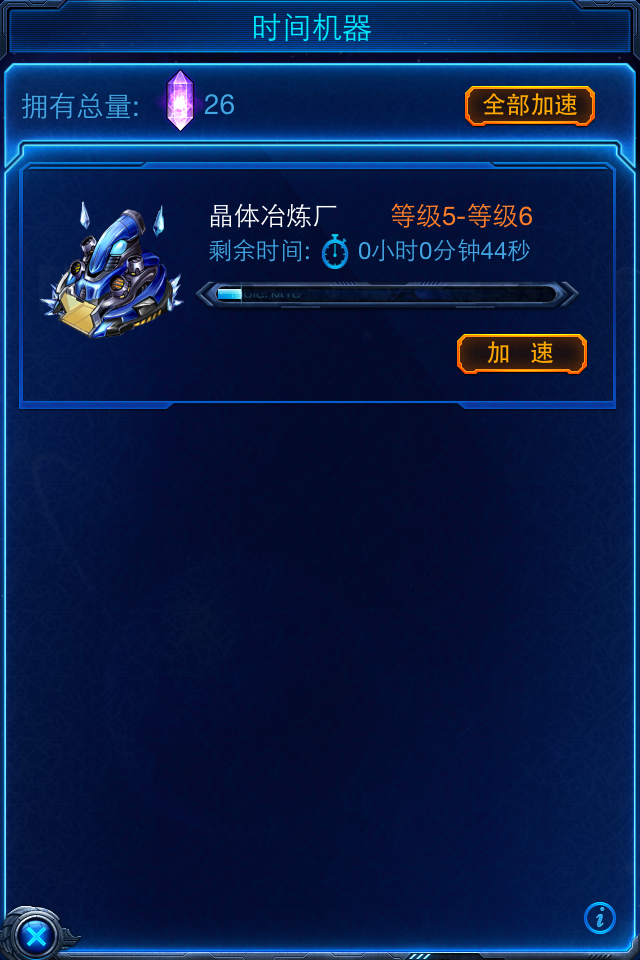 时间机器
拥有总量: 26
全部加速
晶体冶炼厂 等级5-等级6
剩余时间: 0小时0分钟44秒
加 速